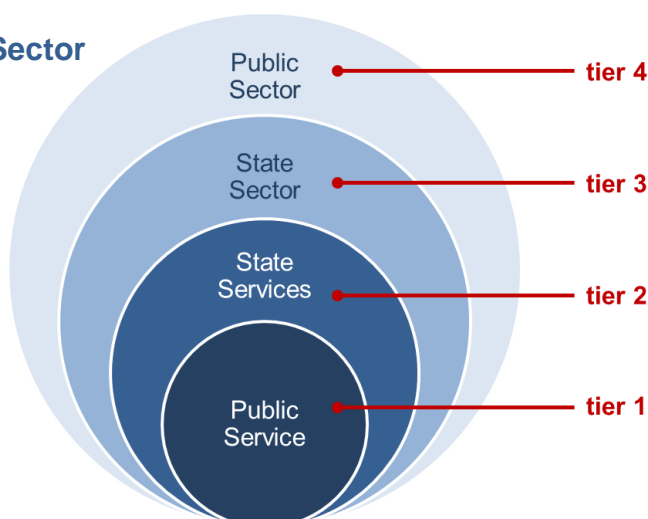 Sector
Public
Sector
tier 4
State
Sector
tier 3
State
Services
tier 2
Public
Service
tier 1